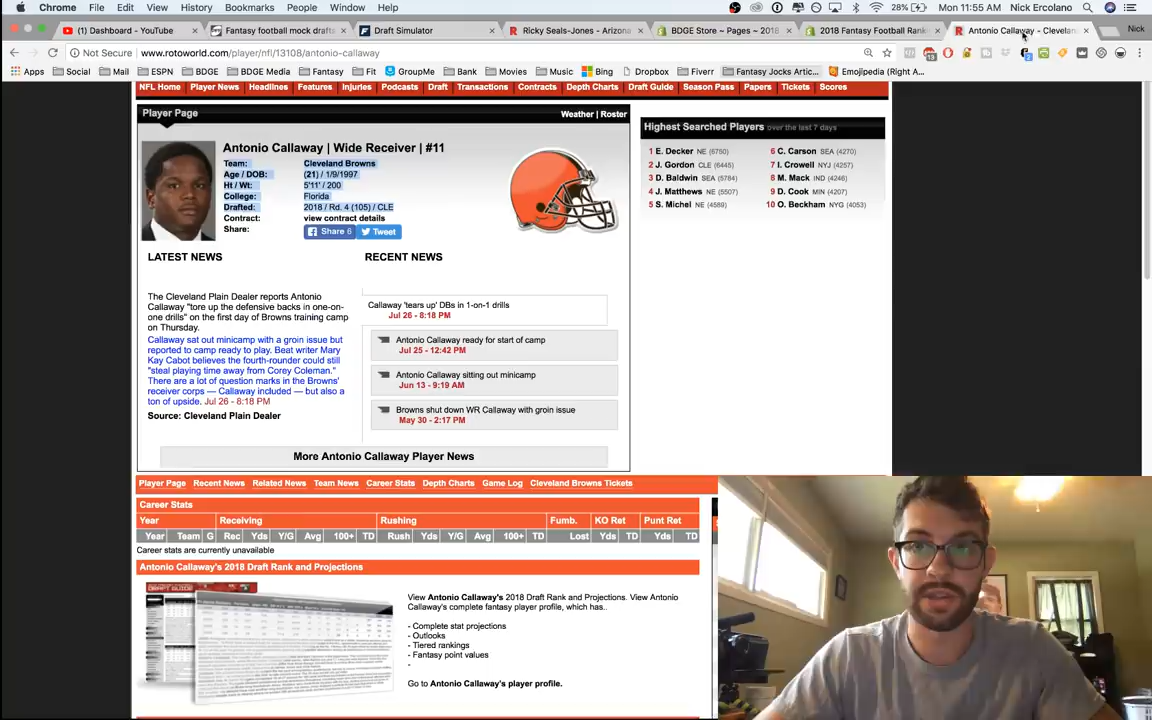 Chrome File Edit View History Bookmarks People Window Help 28% Mon 11:55 AM Nick Ercolano
(1) Dashboard - YouTube Fantasy football mock draft Draft Simulator Ricky Seals-Jones - Arizona BDGE Store ~ Pages ~ 2018 2018 Fantasy Football Rank Antonio Callaway - Clevelan Nick
Not Secure www.rotoworld.com/player/nfl/13108/antonio-callaway
Apps Social Mail ESPN BDGE BDGE Media Fantasy Fit GroupMe Bank Movies Music Bing Dropbox Fiverr Fantasy Jocks Artic... Emojipedia (Right A...
NFL Home Player News Headlines Features Injuries Podcasts Draft Transactions Contracts Depth Charts Draft Guide Season Pass Papers Tickets Scores
Player Page Weather | Roster
Antonio Callaway | Wide Receiver | #11
Team: Cleveland Browns
Age / DOB: (21) / 1/9/1997
Ht / Wt: 5'11' / 200
College: Florida
Drafted: 2018 / Rd. 4 (105) / CLE
Contract: view contract details
Share: Share 6 Tweet
Highest Searched Players over the last 7 days
1 E. Decker NE (6750) 6 C. Carson SEA (4270)
2 J. Gordon CLE (6445) 7 I. Crowell NYJ (4257)
3 D. Baldwin SEA (5784) 8 M. Mack IND (4246)
4 J. Matthews NE (5507) 9 D. Cook MIN (4207)
5 S. Michel NE (4589) 10 O. Beckham NYG (4053)
LATEST NEWS
The Cleveland Plain Dealer reports Antonio
Callaway "tore up the defensive backs in one-on-
one drills" on the first day of Browns training camp
on Thursday.
Callaway sat out minicamp with a groin issue but
reported to camp ready to play. Beat writer Mary
Kay Cabot believes the fourth-rounder could still
"steal playing time away from Corey Coleman."
There are a lot of question marks in the Browns'
receiver corps — Callaway included — but also a
ton of upside. Jul 26 - 8:18 PM
Source: Cleveland Plain Dealer
RECENT NEWS
Callaway 'tears up' DBs in 1-on-1 drills
Jul 26 - 8:18 PM
Antonio Callaway ready for start of camp
Jul 25 - 12:42 PM
Antonio Callaway sitting out minicamp
Jun 13 - 9:19 AM
Browns shut down WR Callaway with groin issue
May 30 - 2:17 PM
More Antonio Callaway Player News
Player Page Recent News Related News Team News Career Stats Depth Charts Game Log Cleveland Browns Tickets
Career Stats
Year Receiving Rushing Fumb. KO Ret Punt Ret
Year Team G Rec Yds Y/G Avg 100+ TD Rush Yds Y/G Avg 100+ TD Lost Yds TD Yds TD
Career stats are currently unavailable
Antonio Callaway's 2018 Draft Rank and Projections
View Antonio Callaway's 2018 Draft Rank and Projections. View Antonio
Callaway's complete fantasy player profile, which has..
- Complete stat projections
- Outlooks
- Tiered rankings
- Fantasy point values
-
Go to Antonio Callaway's player profile.